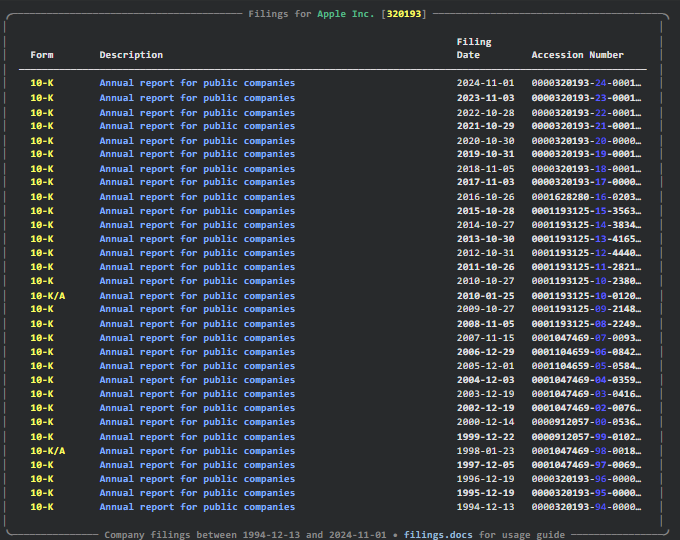 Filings for Apple Inc. [320193]
Filing
Form Description Date Accession Number
10-K Annual report for public companies 2024-11-01 0000320193-24-0001…
10-K Annual report for public companies 2023-11-03 0000320193-23-0001…
10-K Annual report for public companies 2022-10-28 0000320193-22-0001…
10-K Annual report for public companies 2021-10-29 0000320193-21-0001…
10-K Annual report for public companies 2020-10-30 0000320193-20-0000…
10-K Annual report for public companies 2019-10-31 0000320193-19-0001…
10-K Annual report for public companies 2018-11-05 0000320193-18-0001…
10-K Annual report for public companies 2017-11-03 0000320193-17-0000…
10-K Annual report for public companies 2016-10-26 0001628280-16-0203…
10-K Annual report for public companies 2015-10-28 0001193125-15-3563…
10-K Annual report for public companies 2014-10-27 0001193125-14-3834…
10-K Annual report for public companies 2013-10-30 0001193125-13-4165…
10-K Annual report for public companies 2012-10-31 0001193125-12-4440…
10-K Annual report for public companies 2011-10-26 0001193125-11-2821…
10-K Annual report for public companies 2010-10-27 0001193125-10-2380…
10-K/A Annual report for public companies 2010-01-25 0001193125-10-0120…
10-K Annual report for public companies 2009-10-27 0001193125-09-2148…
10-K Annual report for public companies 2008-11-05 0001193125-08-2249…
10-K Annual report for public companies 2007-11-15 0001047469-07-0093…
10-K Annual report for public companies 2006-12-29 0001104659-06-0842…
10-K Annual report for public companies 2005-12-01 0001104659-05-0584…
10-K Annual report for public companies 2004-12-03 0001047469-04-0359…
10-K Annual report for public companies 2003-12-19 0001047469-03-0416…
10-K Annual report for public companies 2002-12-19 0001047469-02-0076…
10-K Annual report for public companies 2000-12-14 0000912057-00-0536…
10-K Annual report for public companies 1999-12-22 0000912057-99-0102…
10-K/A Annual report for public companies 1998-01-23 0001047469-98-0018…
10-K Annual report for public companies 1997-12-05 0001047469-97-0069…
10-K Annual report for public companies 1996-12-19 0000320193-96-0000…
10-K Annual report for public companies 1995-12-19 0000320193-95-0000…
10-K Annual report for public companies 1994-12-13 0000320193-94-0000…
Company filings between 1994-12-13 and 2024-11-01 • filings.docs for usage guide